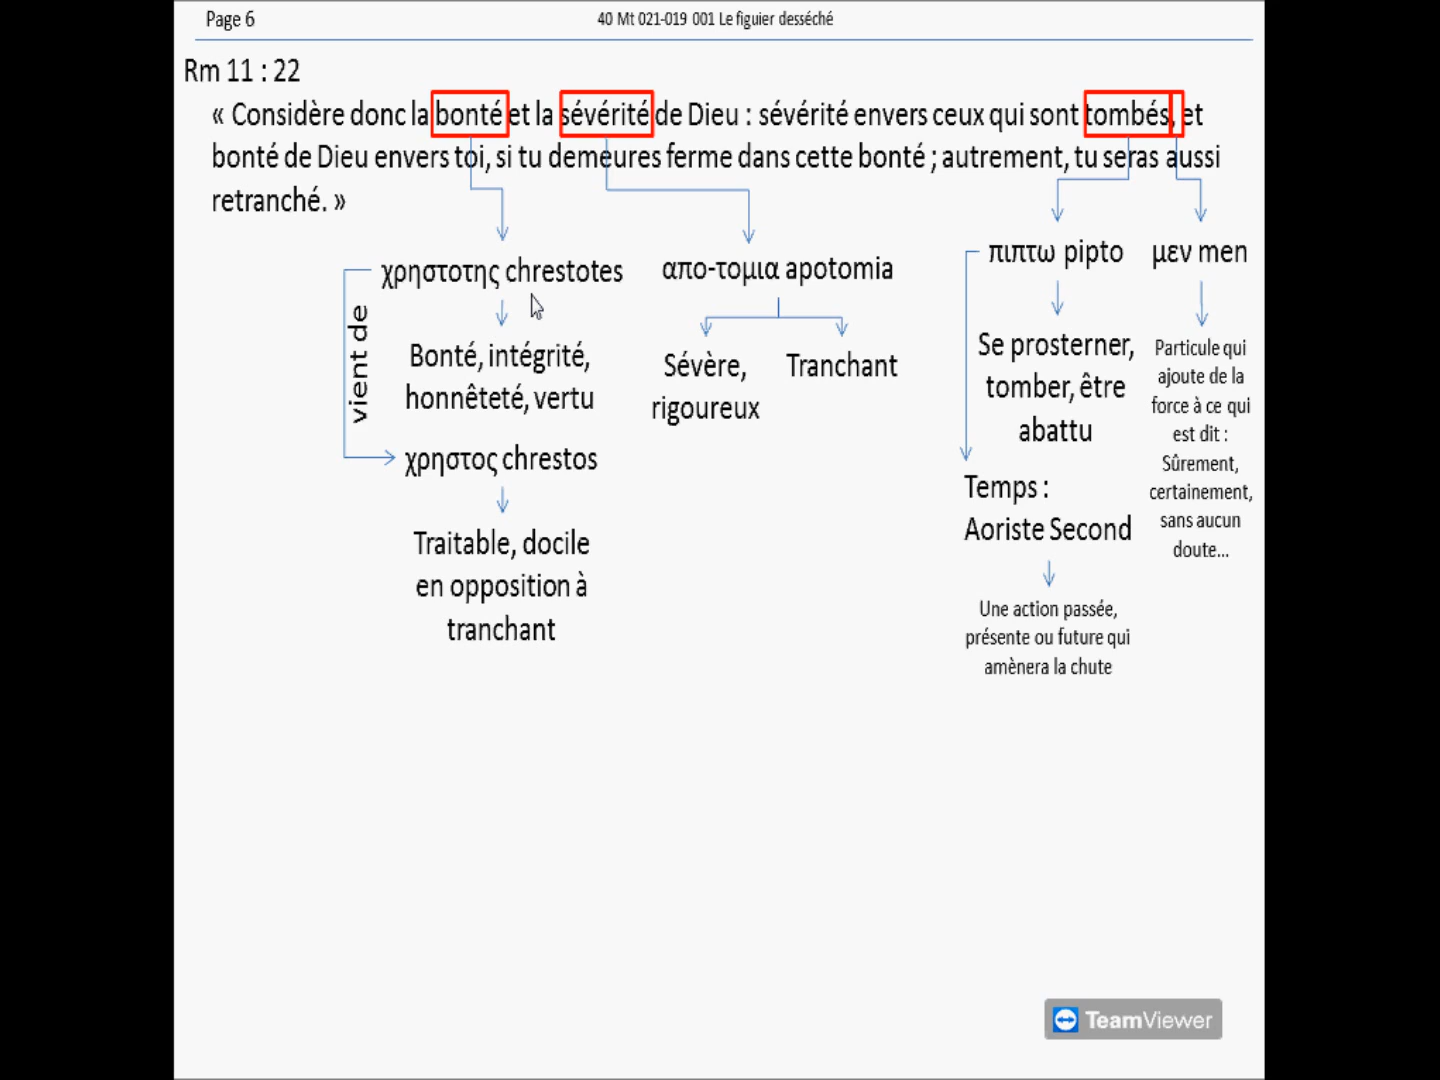 Page 6
40 Mt 021-019 001 Le figuier desséché
Rm 11 : 22
« Considère donc la bonté et la sévérité de Dieu : sévérité envers ceux qui sont tombés, et
bonté de Dieu envers toi, si tu demeures ferme dans cette bonté ; autrement, tu seras aussi
retranché. »
χρηστοτης chrestotes
vient de
Bonté, intégrité,
honnêteté, vertu
χρηστος chrestos
Traitable, docile
en opposition à
tranchant
απο-τομια apotomia
Sévère,
rigoureux
Tranchant
πιπτω pipto
Se prosterner,
tomber, être
abattu
Temps :
Aoriste Second
Une action passée,
présente ou future qui
amènera la chute
μεν men
Particule qui
ajoute de la
force à ce qui
est dit :
Sûrement,
certainement,
sans aucun
doute...
TeamViewer